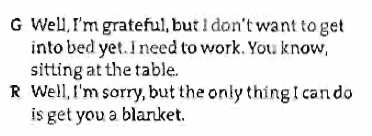 G Well, I'm grateful, but I don't want to get
into bed yet. I need to work. You know,
sitting at the table.
R Well, I'm sorry, but the only thing I can do
is get you a blanket.